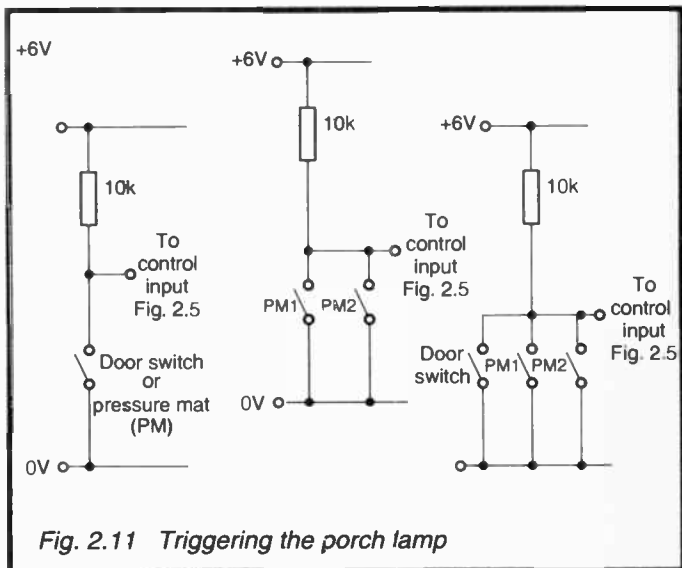 +6V
10k
To
control
input
Fig. 2.5
Door switch
or
pressure mat
(PM)
0V
+6V
10k
To
control
input
Fig. 2.5
PM1
PM2
0V
+6V
10k
To
control
input
Fig. 2.5
Door
switch
PM1
PM2
Fig. 2.11 Triggering the porch lamp